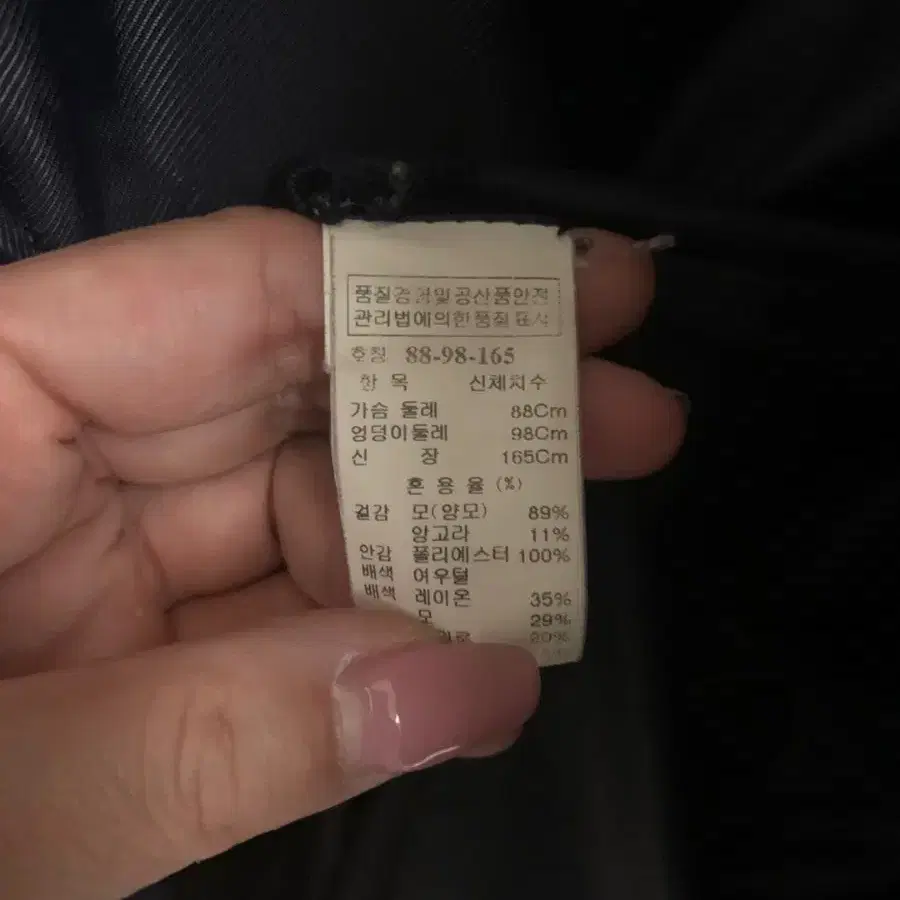 품질경영및공산품안전
관리법에의한품질표시
호칭 88-98-165
항 목 신체치수
가슴 둘레 88Cm
엉덩이둘레 98Cm
신 장 165Cm
혼 용 율 (%)
겉감 모(양모) 89%
앙고라 11%
안감 폴리에스터 100%
배색 여우털
배색 레이온 35%
모 29%
20%